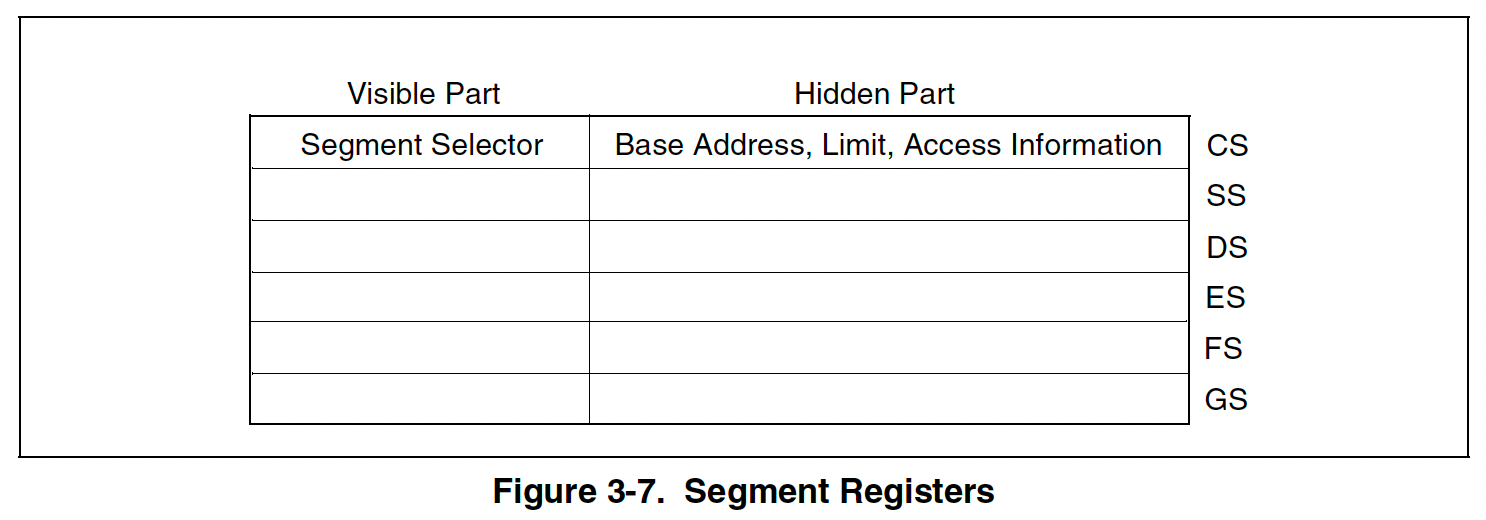 Visible Part Hidden Part
Segment Selector Base Address, Limit, Access Information CS
SS
DS
ES
FS
GS
Figure 3-7. Segment Registers